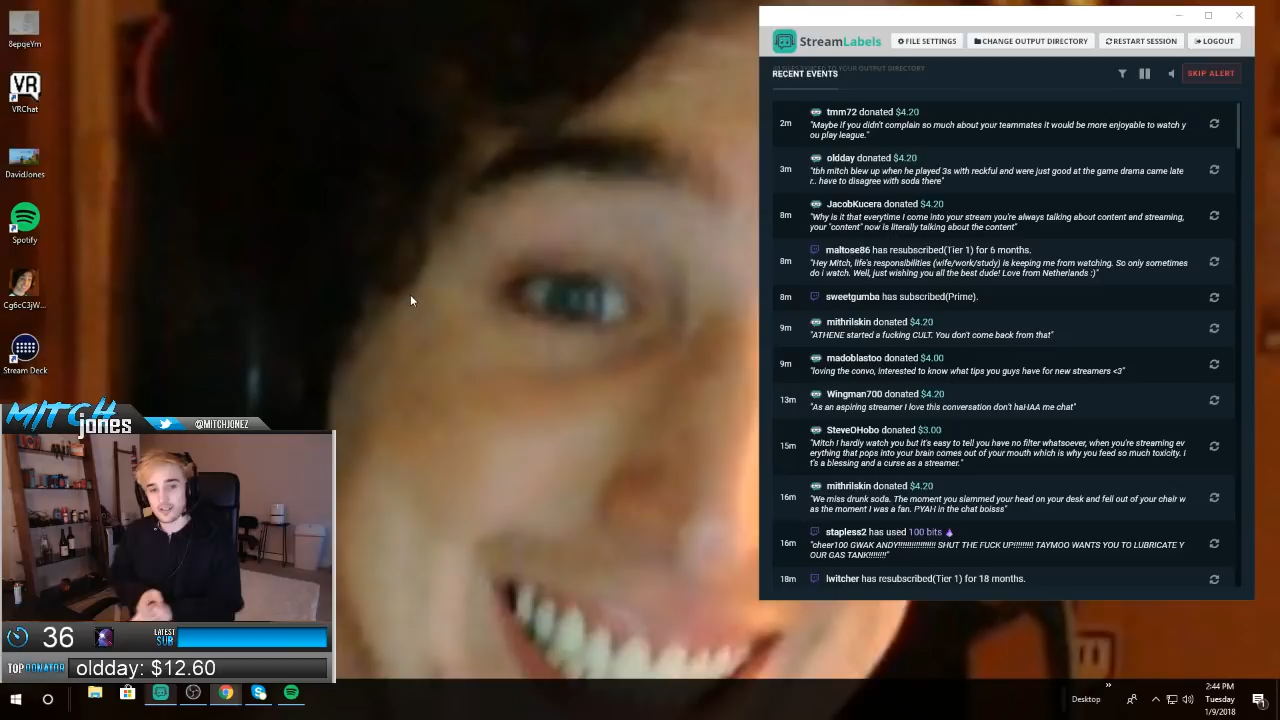 8epqeYm
VRChat
DavidJones
Spotify
Cg6cC3jW...
Stream Deck
StreamLabels
FILE SETTINGS
CHANGE OUTPUT DIRECTORY
RESTART SESSION
LOGOUT
FILES SYNCED TO YOUR OUTPUT DIRECTORY
RECENT EVENTS
SKIP ALERT
tmm72 donated $4.20
2m
"Maybe if you didn't complain so much about your teammates it would be more enjoyable to watch y
ou play league."
oldday donated $4.20
3m
"tbh mitch blew up when he played 3s with reckful and were just good at the game drama came late
r.. have to disagree with soda there"
JacobKucera donated $4.20
8m
"Why is it that everytime I come into your stream you're always talking about content and streaming,
your "content" now is literally talking about the content"
maltose86 has resubscribed(Tier 1) for 6 months.
8m
"Hey Mitch, life's responsibilities (wife/work/study) is keeping me from watching. So only sometimes
do i watch. Well, just wishing you all the best dude! Love from Netherlands :)"
8m sweetgumba has subscribed(Prime).
mithrilskin donated $4.20
9m
"ATHENE started a fucking CULT. You don't come back from that"
madoblastoo donated $4.00
9m
"loving the convo, interested to know what tips you guys have for new streamers <3"
Wingman700 donated $4.20
13m
"As an aspiring streamer I love this conversation don't haHAA me chat"
SteveOHobo donated $3.00
15m
"Mitch I hardly watch you but it's easy to tell you have no filter whatsoever, when you're streaming ev
erything that pops into your brain comes out of your mouth which is why you feed so much toxicity. I
t's a blessing and a curse as a streamer."
mithrilskin donated $4.20
16m
"We miss drunk soda. The moment you slammed your head on your desk and fell out of your chair w
as the moment I was a fan. PYAH in the chat boisss"
stapless2 has used 100 bits
16m
"cheer100 GWAK ANDY!!!!!!!!!!!!!!!! SHUT THE FUCK UP!!!!!!!!! TAYMOO WANTS YOU TO LUBRICATE Y
OUR GAS TANK!!!!!!!!"
18m lwitcher has resubscribed(Tier 1) for 18 months.
MITCH
jones
@MITCHJONEZ
36
LATEST
SUB
TOP DONATOR oldday: $12.60
Desktop
2:44 PM
Tuesday
1/9/2018